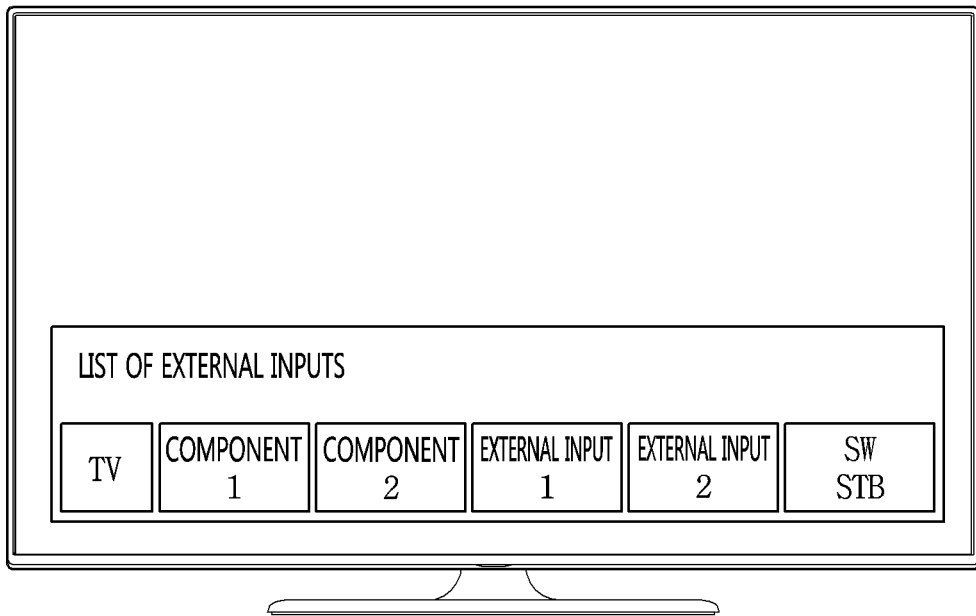 LIST OF EXTERNAL INPUTS
TV
COMPONENT
1
COMPONENT
2
EXTERNAL INPUT
1
EXTERNAL INPUT
2
SW
STB